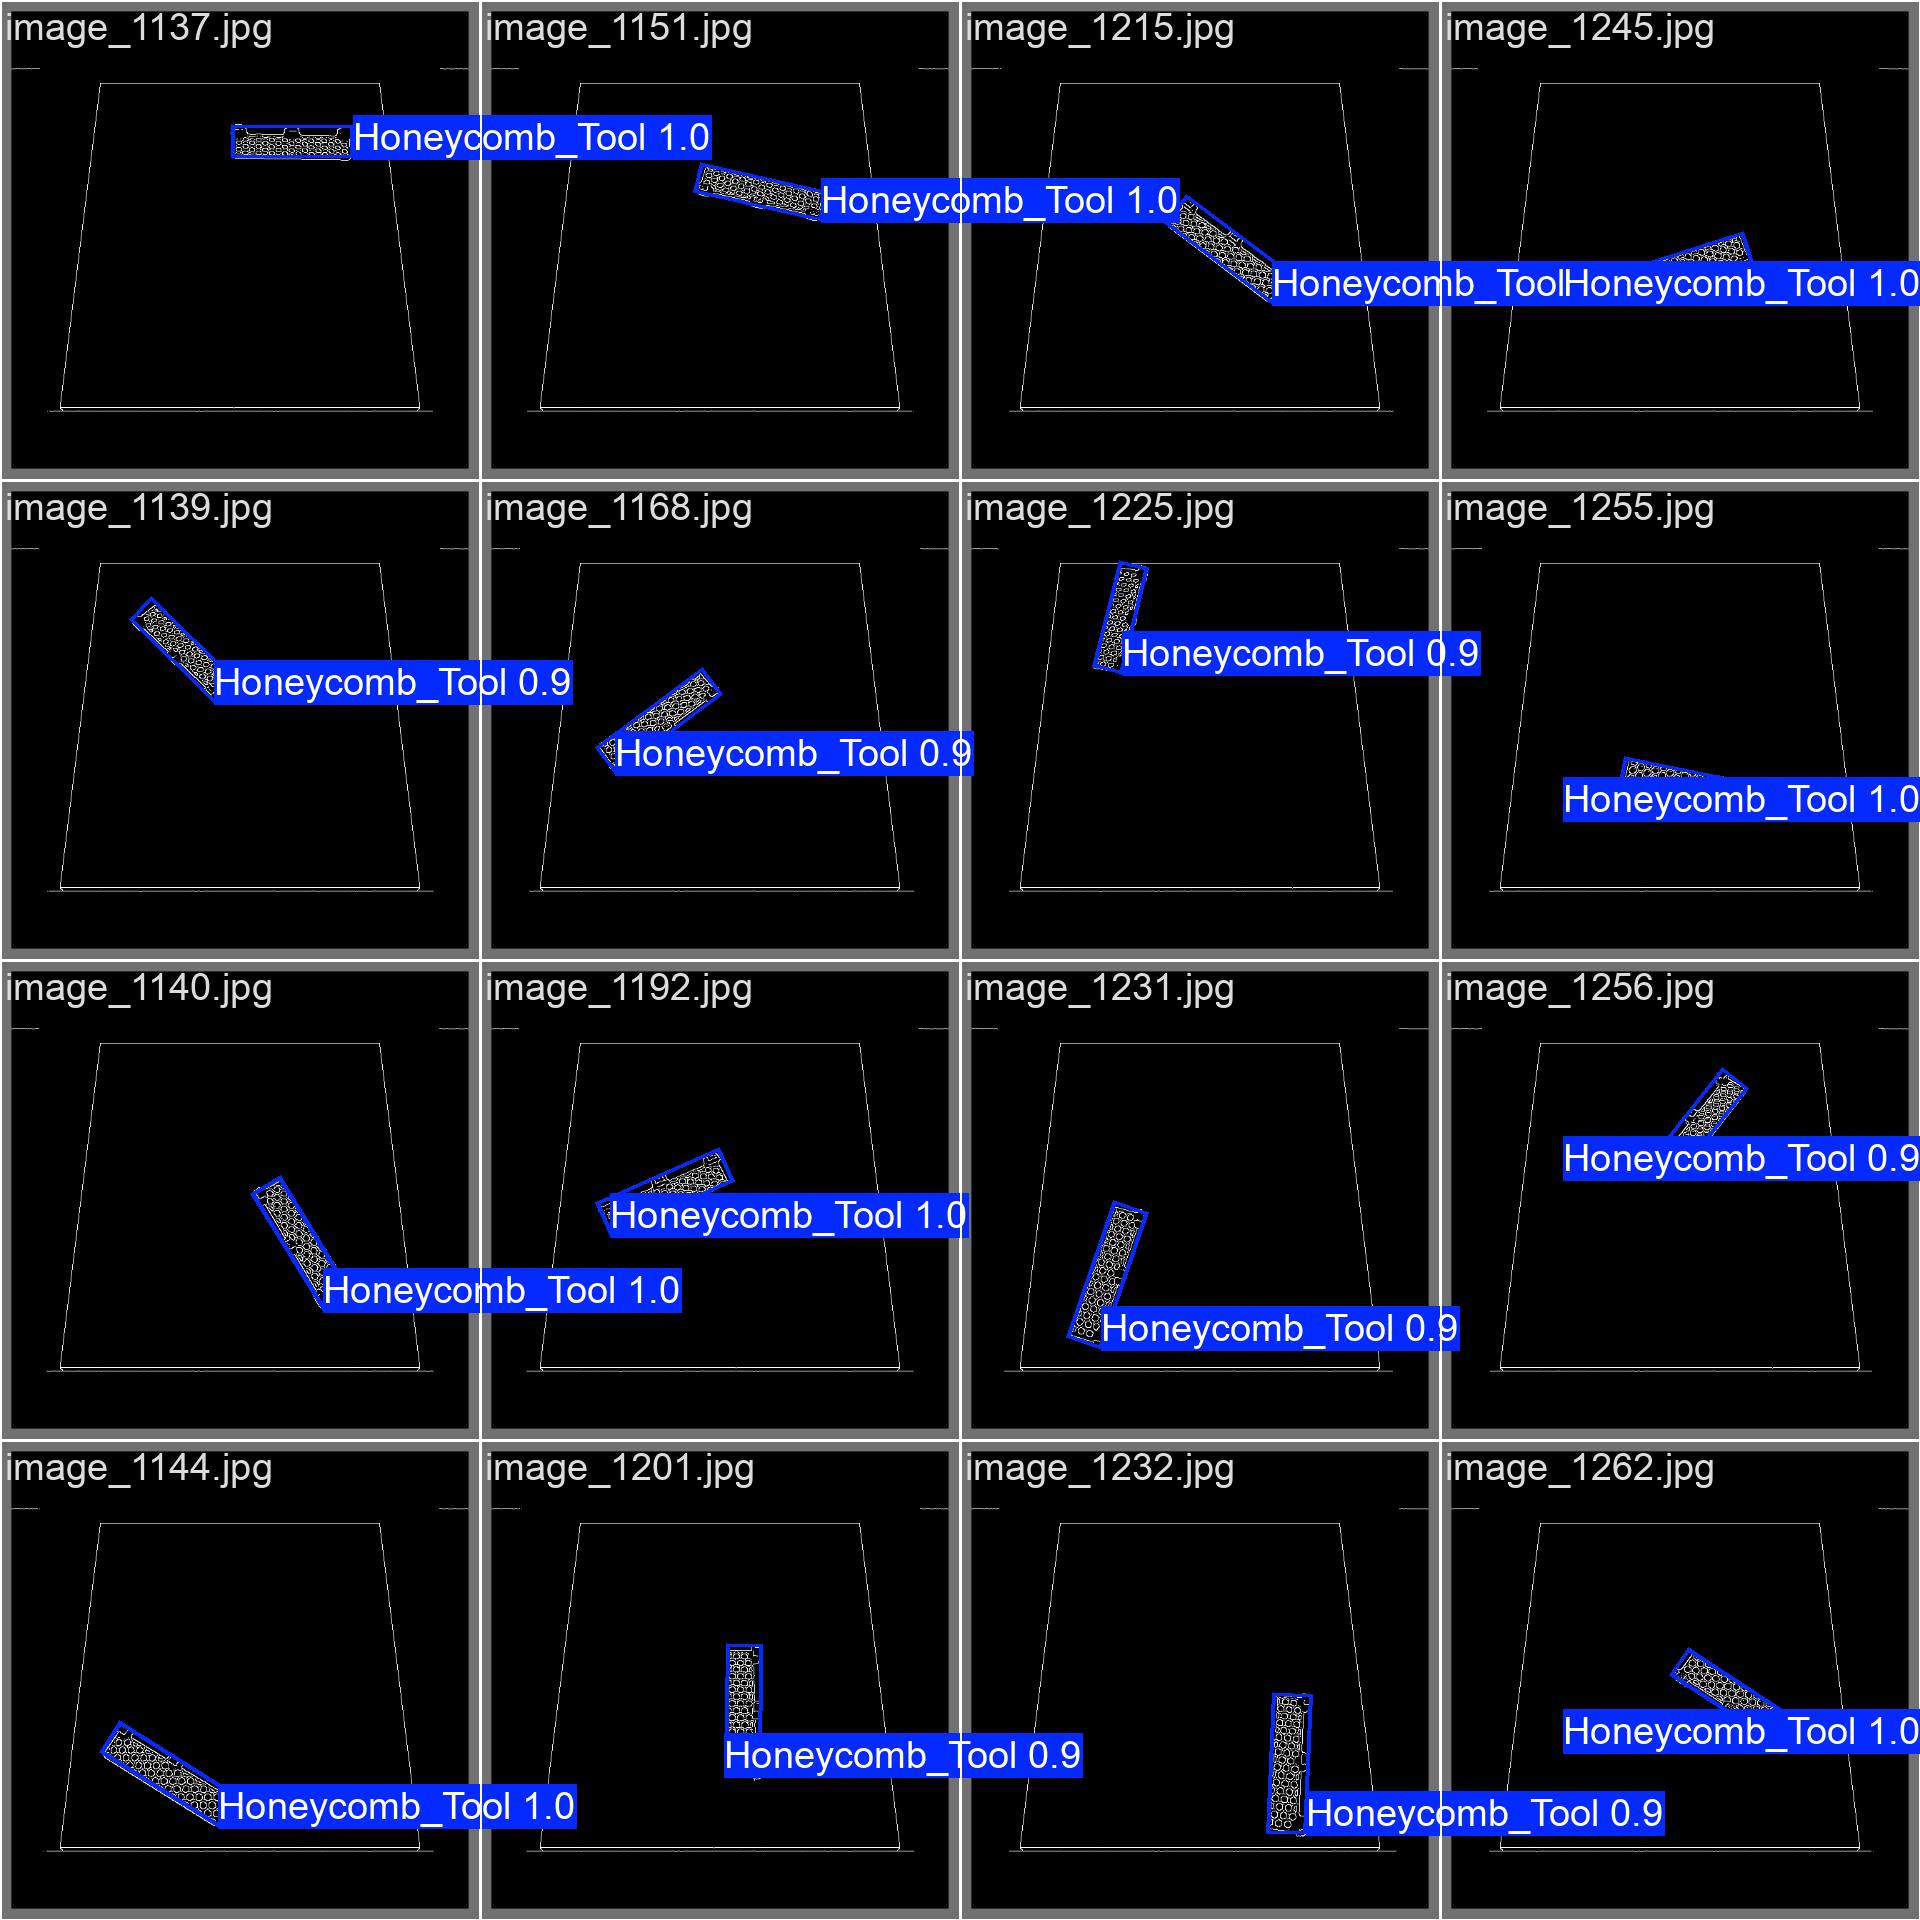 image_1137.jpg
image_1151.jpg
image_1215.jpg
image_1245.jpg
Honeycomb_Tool 1.0
Honeycomb_Tool 1.0
Honeycomb_Tool
Honeycomb_Tool 1.0
image_1139.jpg
image_1168.jpg
image_1225.jpg
image_1255.jpg
Honeycomb_Tool 0.9
Honeycomb_Tool 0.9
Honeycomb_Tool 0.9
Honeycomb_Tool 1.0
image_1140.jpg
image_1192.jpg
image_1231.jpg
image_1256.jpg
Honeycomb_Tool 1.0
Honeycomb_Tool 1.0
Honeycomb_Tool 0.9
Honeycomb_Tool 0.9
image_1144.jpg
image_1201.jpg
image_1232.jpg
image_1262.jpg
Honeycomb_Tool 1.0
Honeycomb_Tool 0.9
Honeycomb_Tool 0.9
Honeycomb_Tool 1.0